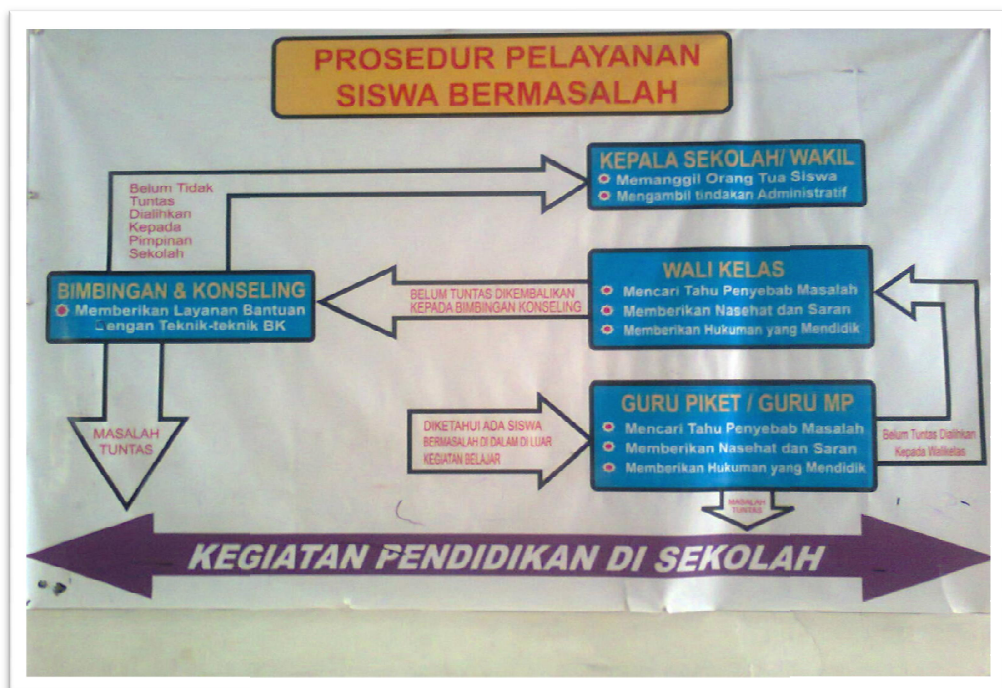 PROSEDUR PELAYANAN
SISWA BERMASALAH
KEPALA SEKOLAH/ WAKIL
Memanggil Orang Tua Siswa
Mengambil tindakan Administratif
Belum Tidak
Tuntas
Dialihkan
Kepada
Pimpinan
Sekolah
WALI KELAS
Mencari Tahu Penyebab Masalah
Memberikan Nasehat dan Saran
Memberikan Hukuman yang Mendidik
BELUM TUNTAS DIKEMBALIKAN
KEPADA BIMBINGAN KONSELING
BIMBINGAN & KONSELING
Memberikan Layanan Bantuan
Dengan Teknik-teknik BK
MASALAH
TUNTAS
DIKETAHUI ADA SISWA
BERMASALAH DI DALAM DI LUAR
KEGIATAN BELAJAR
GURU PIKET / GURU MP
Mencari Tahu Penyebab Masalah
Memberikan Nasehat dan Saran
Memberikan Hukuman yang Mendidik
Belum Tuntas Dialihkan
Kepada Walikelas
MASALAH
TUNTAS
KEGIATAN PENDIDIKAN DI SEKOLAH